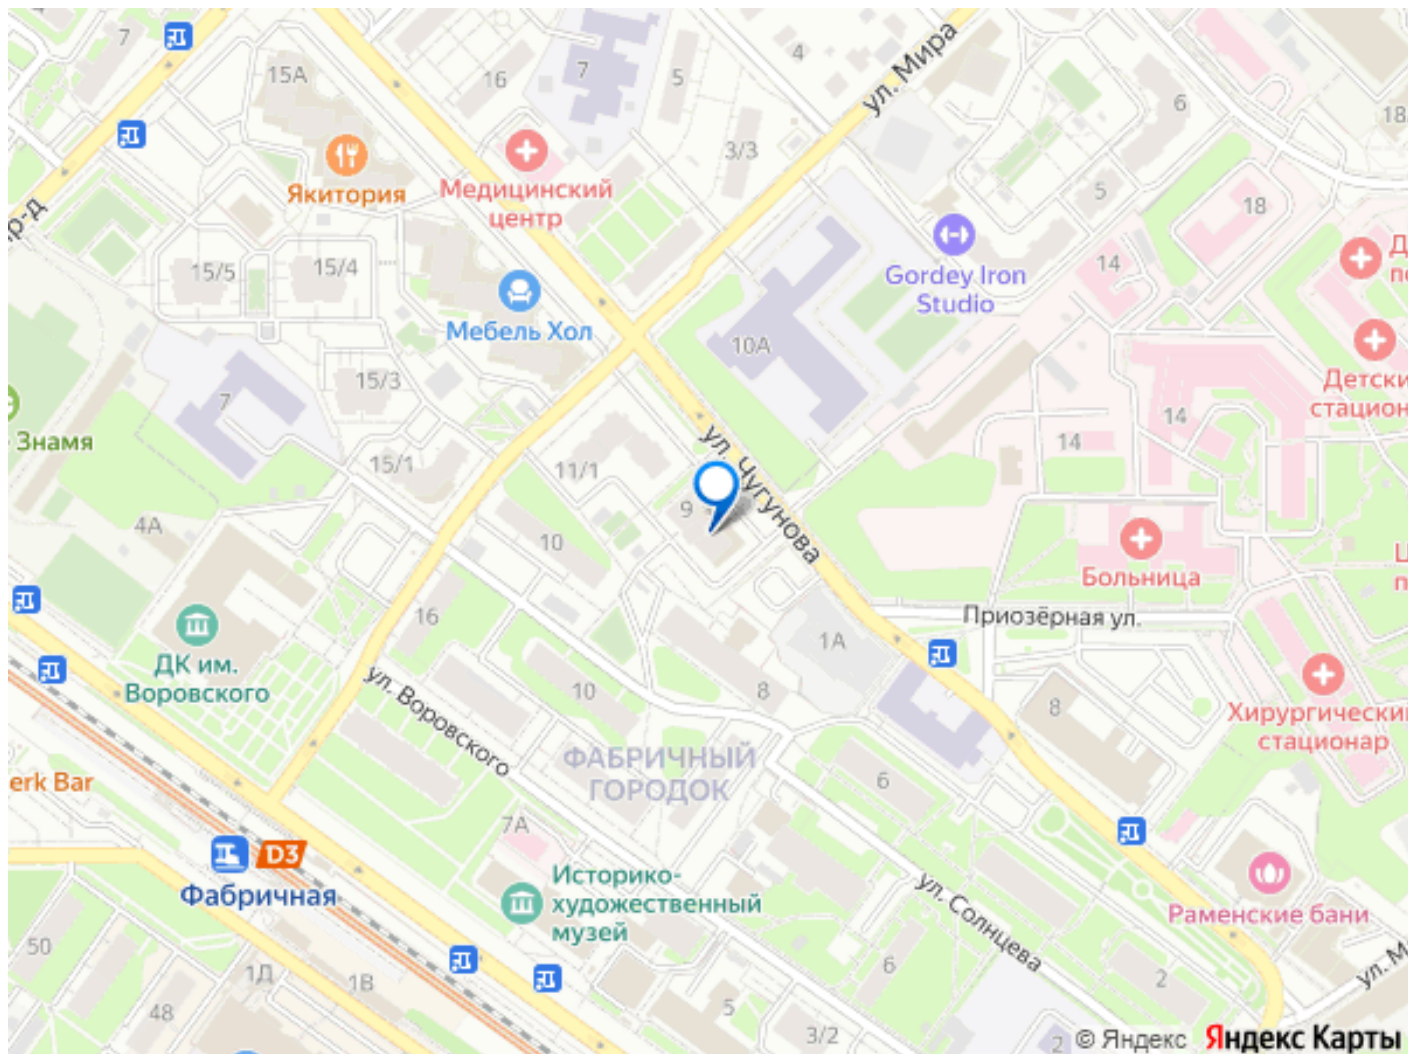 7
15А
16
7
5
4
ул. Мира
6
18
3/3
Якитория
Медицинский
центр
5
18
р-д
15/5
15/4
Gordey Iron
Studio
14
Мебель Хол
10А
Детски
стацион
7
15/3
14
Знамя
15/1
11/1
ул. Чугунова
14
4А
9
10
Больница
16
Приозёрная ул.
ДК им.
Воровского
1А
ул. Воровского
10
8
8
Хирургический
стационар
ФАБРИЧНЫЙ
ГОРОДОК
erk Bar
6
7А
D3
Фабричная
Историко-
художественный
музей
ул. Солнцева
Раменские бани
50
1Д
1В
6
2
ул. М
48
5
3/2
2
© Яндекс Яндекс Карты